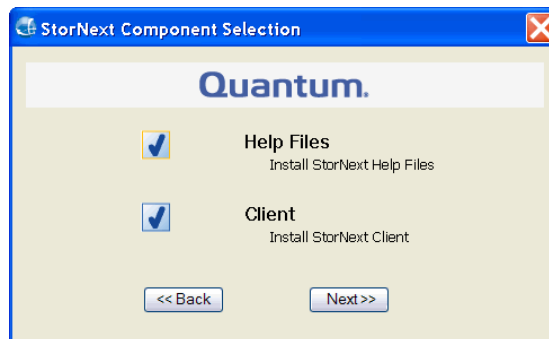 StorNext Component Selection
Quantum.
Help Files
Install StorNext Help Files
Client
Install StorNext Client
<< Back
Next >>